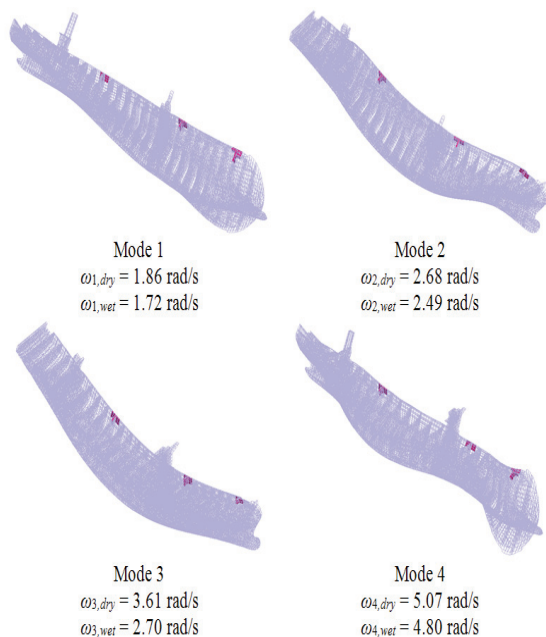 Mode 1
ω1,dry = 1.86 rad/s
ω1,wet = 1.72 rad/s
Mode 2
ω2,dry = 2.68 rad/s
ω2,wet = 2.49 rad/s
Mode 3
ω3,dry = 3.61 rad/s
ω3,wet = 2.70 rad/s
Mode 4
ω4,dry = 5.07 rad/s
ω4,wet = 4.80 rad/s